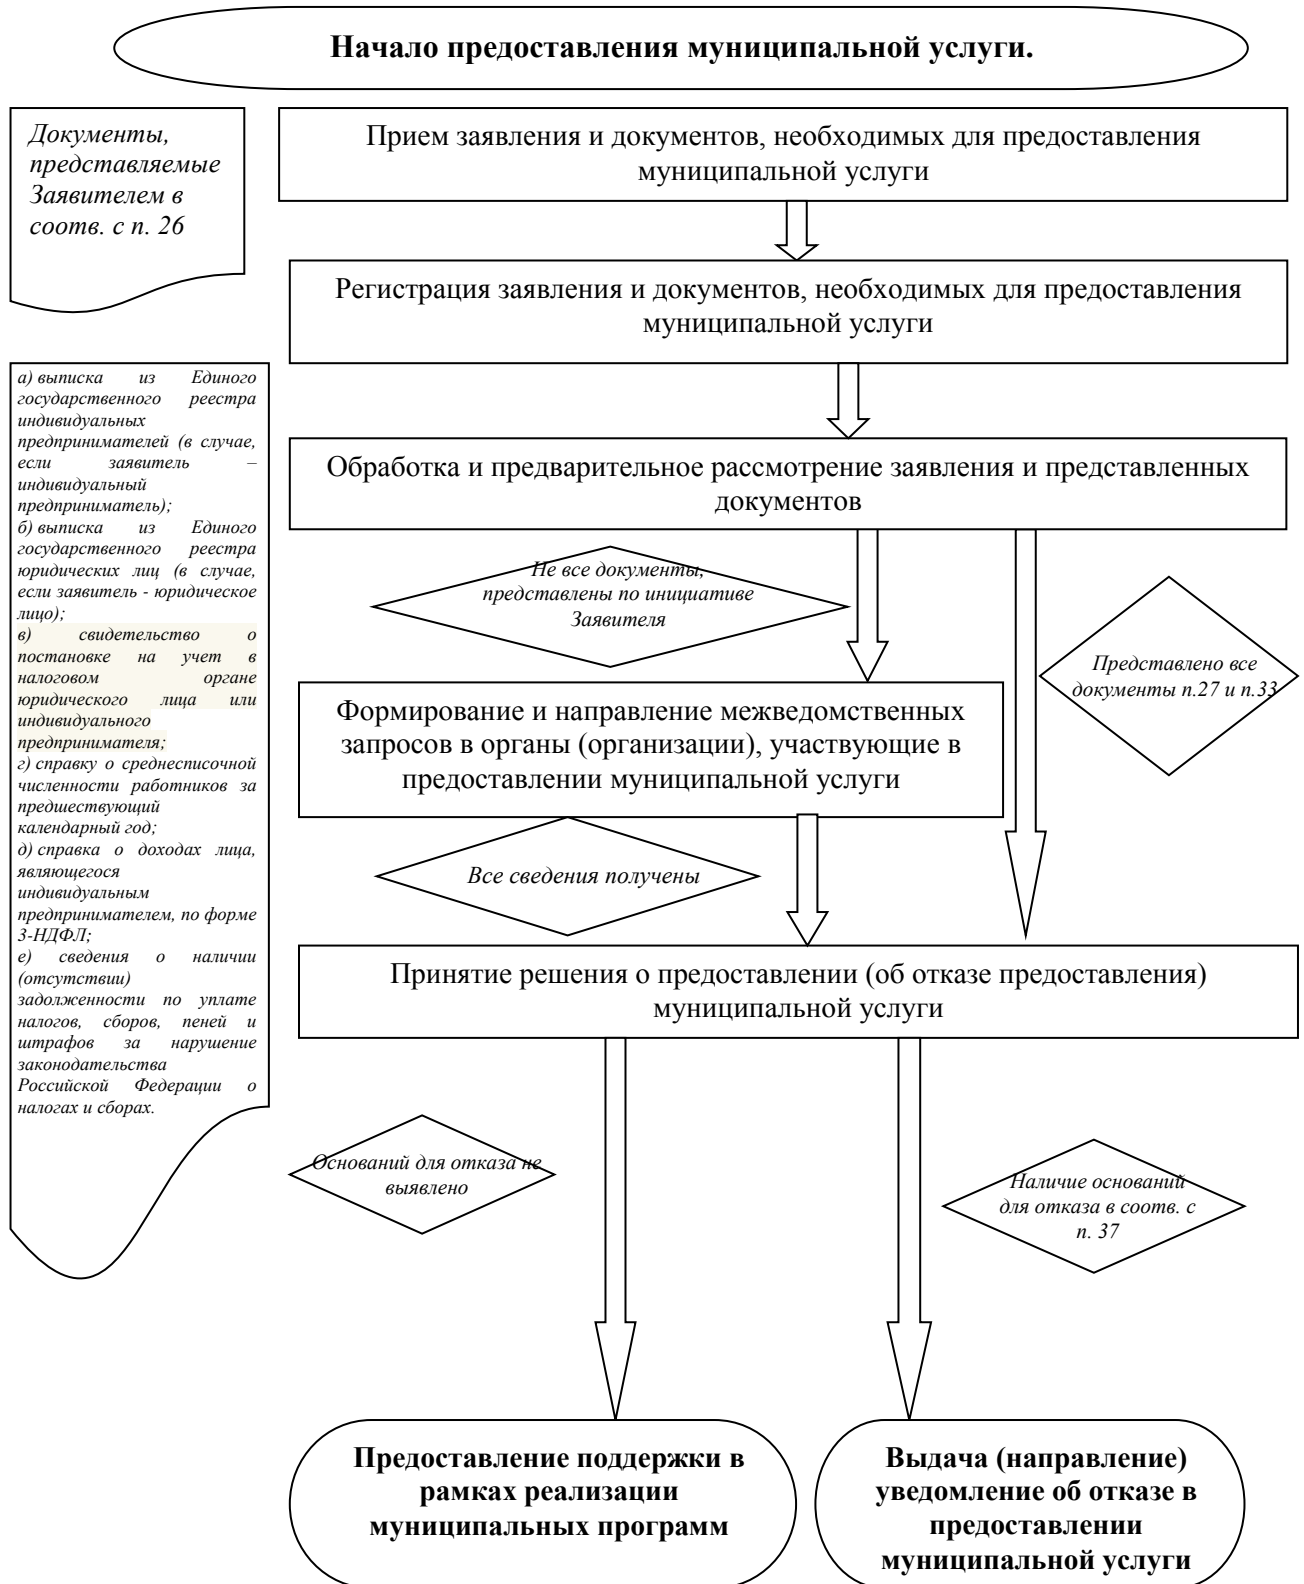 Начало предоставления муниципальной услуги.
Документы,
представляемые
Заявителем в
соотв. с п. 26
Прием заявления и документов, необходимых для предоставления
муниципальной услуги
Регистрация заявления и документов, необходимых для предоставления
муниципальной услуги
а) выписка из Единого
государственного реестра
индивидуальных
предпринимателей (в случае,
если заявитель –
индивидуальный
предприниматель);
б) выписка из Единого
государственного реестра
юридических лиц (в случае,
если заявитель - юридическое
лицо);
в) свидетельство о
постановке на учет в
налоговом органе
юридического лица или
индивидуального
предпринимателя;
г) справку о среднесписочной
численности работников за
предшествующий
календарный год;
д) справка о доходах лица,
являющегося
индивидуальным
предпринимателем, по форме
3-НДФЛ;
е) сведения о наличии
(отсутствии)
задолженности по уплате
налогов, сборов, пеней и
штрафов за нарушение
законодательства
Российской Федерации о
налогах и сборах.
Обработка и предварительное рассмотрение заявления и представленных
документов
Не все документы,
представлены по инициативе
Заявителя
Представлено все
документы п.27 и п.33
Формирование и направление межведомственных
запросов в органы (организации), участвующие в
предоставлении муниципальной услуги
Все сведения получены
Принятие решения о предоставлении (об отказе предоставления)
муниципальной услуги
Оснований для отказа не
выявлено
Наличие оснований
для отказа в соотв. с
п. 37
Предоставление поддержки в
рамках реализации
муниципальных программ
Выдача (направление)
уведомление об отказе в
предоставлении
муниципальной услуги